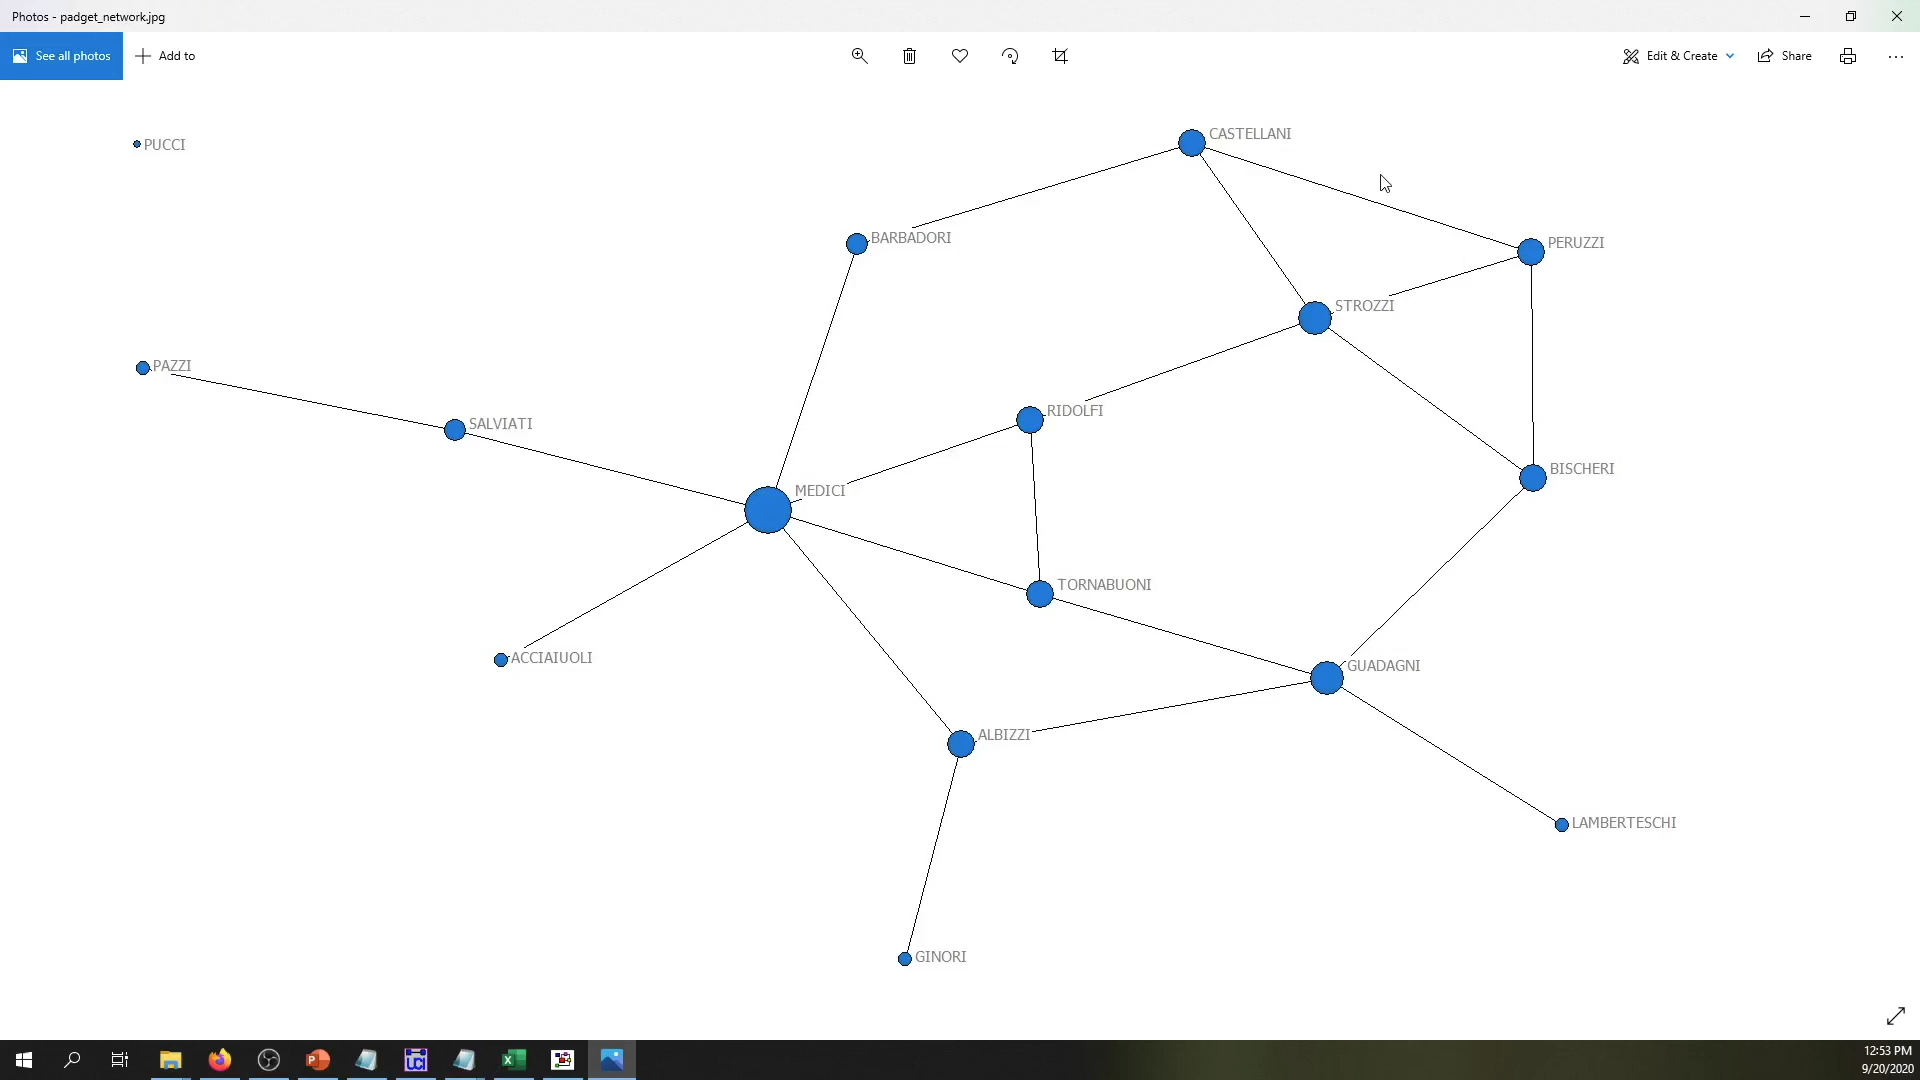 Photos - padget_network.jpg
See all photos
Add to
Edit & Create
Share
CASTELLANI
PUCCI
BARBADORI
PERUZZI
STROZZI
PAZZI
RIDOLFI
SALVIATI
BISCHERI
MEDICI
TORNABUONI
ACCIAIUOLI
GUADAGNI
ALBIZZI
LAMBERTESCHI
GINORI
UCI
12:53 PM
9/20/2020